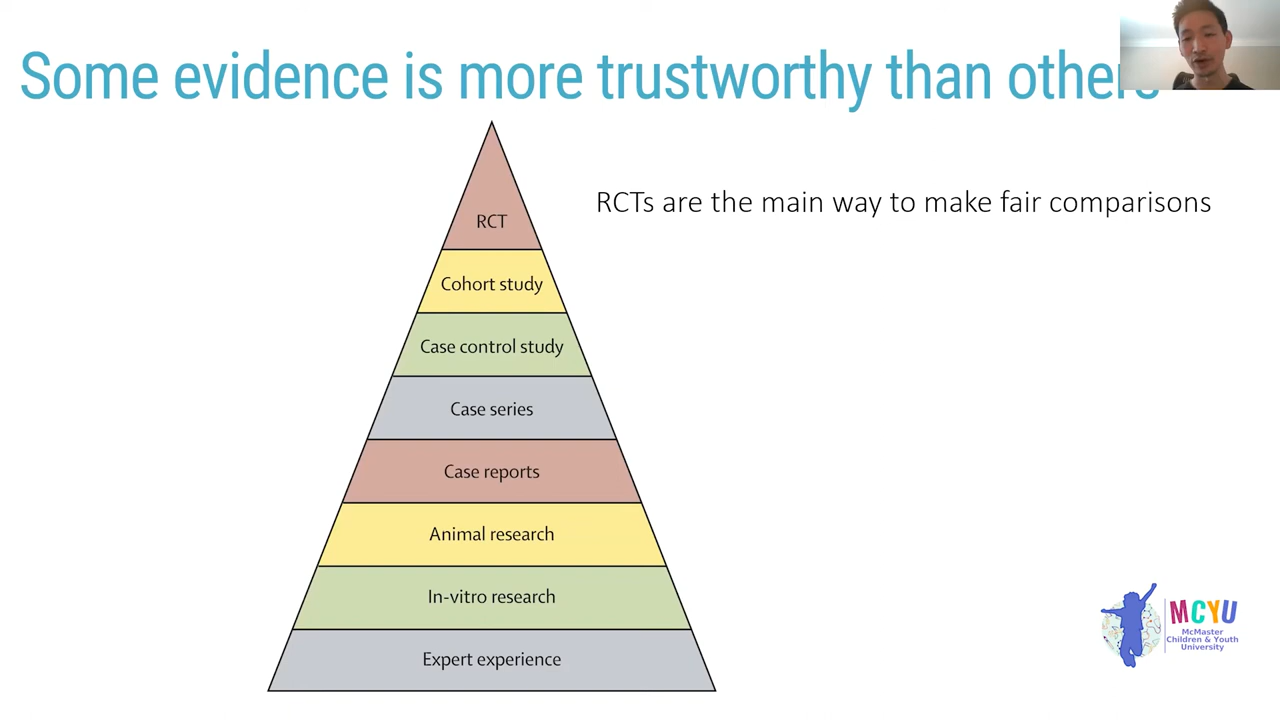 Some evidence is more trustworthy than others
RCTs are the main way to make fair comparisons
RCT
Cohort study
Case control study
Case series
Case reports
Animal research
In-vitro research
Expert experience
MCYU
McMaster
Children & Youth
University